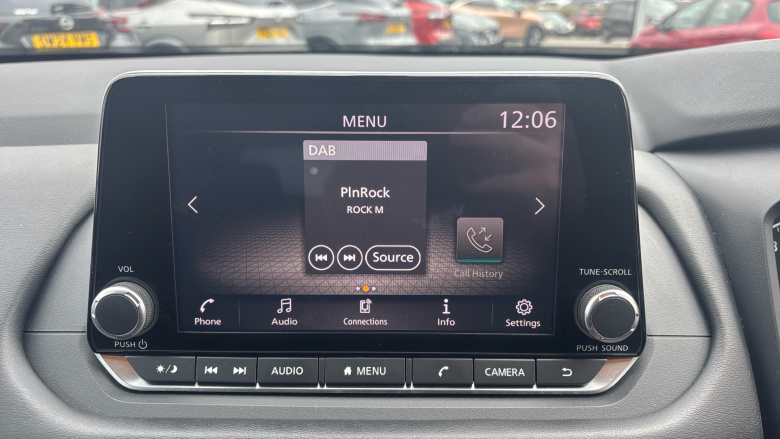 MENU 12:06
DAB
PlnRock
ROCK M
Source
Call History
Phone Audio Connections Info Settings
VOL
PUSH
TUNE·SCROLL
PUSH SOUND
AUDIO MENU CAMERA